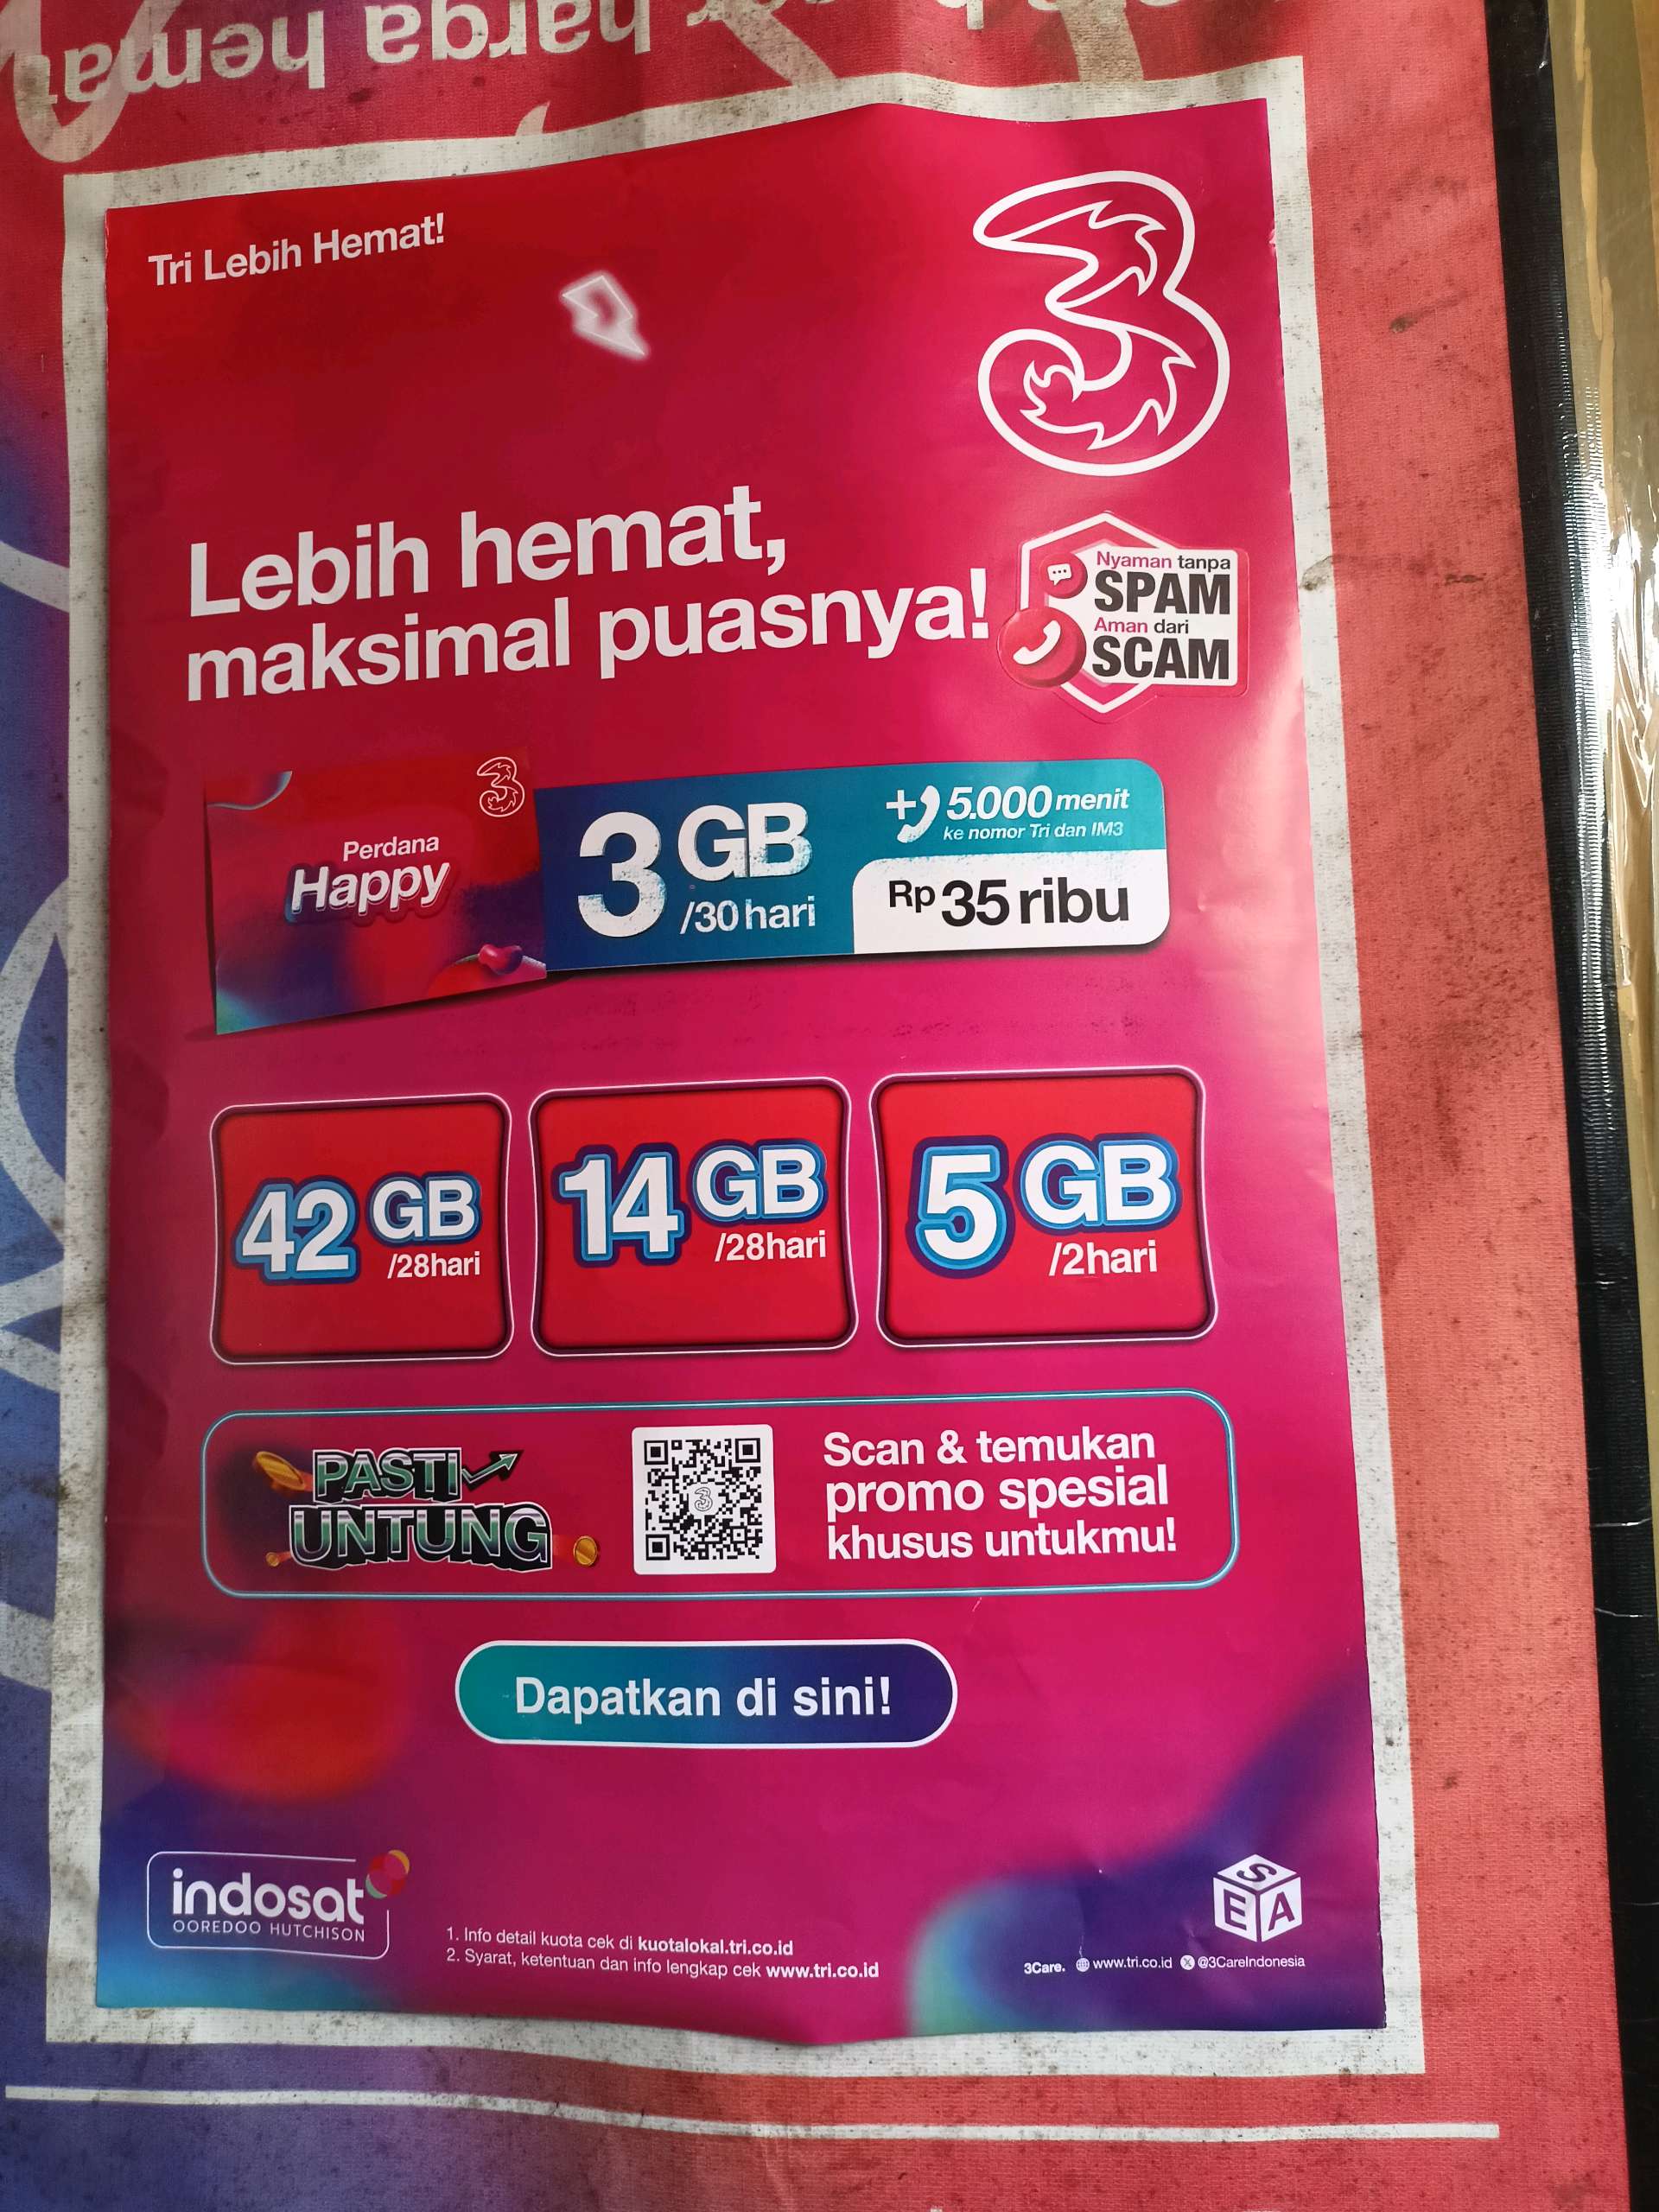 harga hemat
Tri Lebih Hemat!
3
Lebih hemat,
maksimal puasnya!
Nyaman tanpa
SPAM
Aman dari
SCAM
3
Perdana
Happy
3 GB
/30 hari
+ 5.000 menit
ke nomor Tri dan IM3
Rp 35 ribu
42 GB
/28hari
14 GB
/28hari
5 GB
/2hari
PASTI
UNTUNG
3
Scan & temukan
promo spesial
khusus untukmu!
Dapatkan di sini!
indosat
OOREDOO HUTCHISON
1. Info detail kuota cek di kuotalokal.tri.co.id
2. Syarat, ketentuan dan info lengkap cek www.tri.co.id
SEA
3Care. www.tri.co.id X @3CareIndonesia